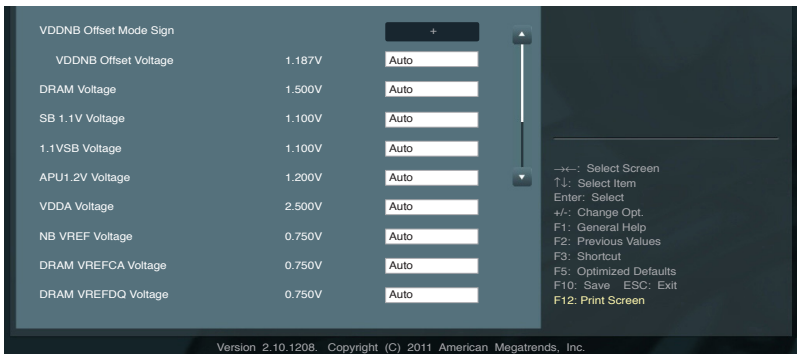 VDDNB Offset Mode Sign +
VDDNB Offset Voltage 1.187V Auto
DRAM Voltage 1.500V Auto
SB 1.1V Voltage 1.100V Auto
1.1VSB Voltage 1.100V Auto
APU1.2V Voltage 1.200V Auto
VDDA Voltage 2.500V Auto
NB VREF Voltage 0.750V Auto
DRAM VREFCA Voltage 0.750V Auto
DRAM VREFDQ Voltage 0.750V Auto
→←: Select Screen
↑↓: Select Item
Enter: Select
+/-: Change Opt.
F1: General Help
F2: Previous Values
F3: Shortcut
F5: Optimized Defaults
F10: Save ESC: Exit
F12: Print Screen
Version 2.10.1208. Copyright (C) 2011 American Megatrends, Inc.